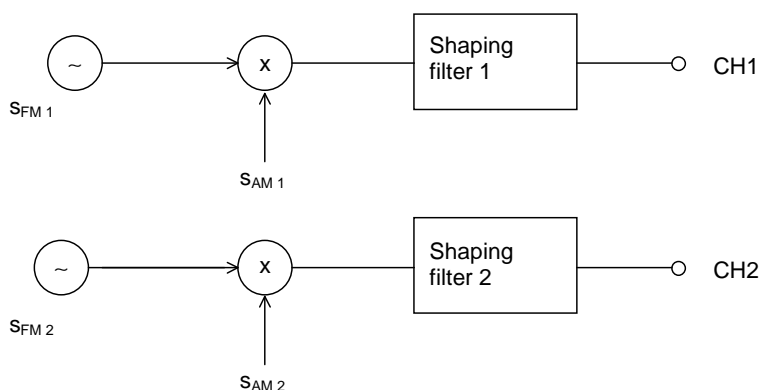 ~
x
Shaping
filter 1
CH1
sFM 1
sAM 1
~
x
Shaping
filter 2
CH2
sFM 2
sAM 2